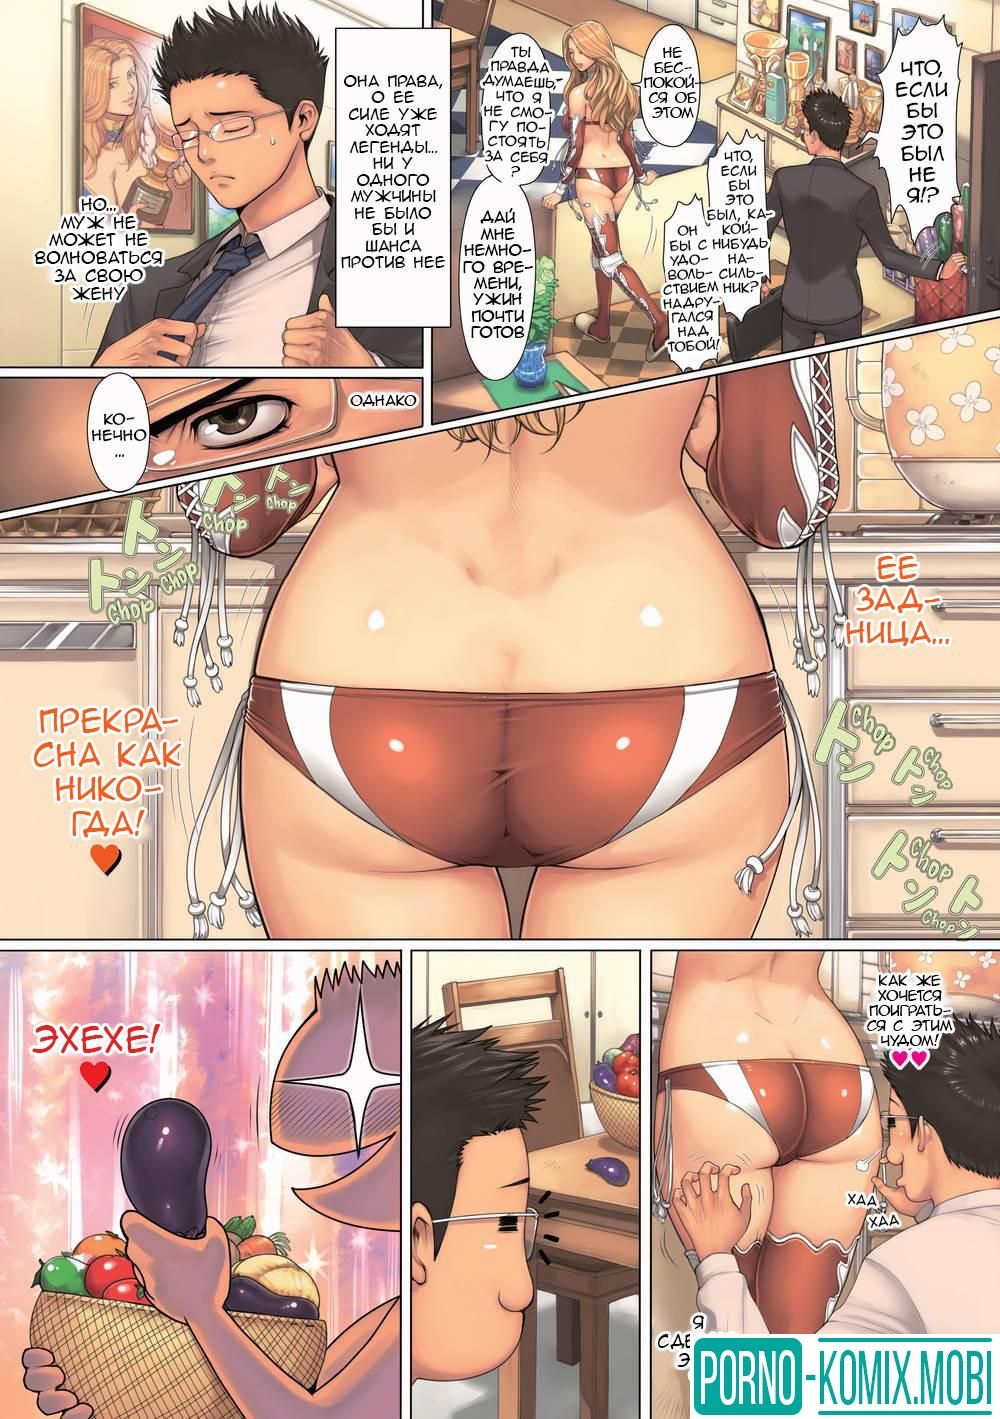 ЧТО,
ЕСЛИ
БЫ
ЭТО
БЫЛ
НЕ
Я!?
НЕ
БЕС-
ПОКОЙ-
СЯ ОБ
ЭТОМ
ТЫ
ПРАВДА
ДУМАЕШЬ,
ЧТО Я
НЕ СМО-
ГУ ПО-
СТОЯТЬ
ЗА СЕБЯ
?
ЧТО,
ЕСЛИ
БЫ
ЭТО
БЫЛ КА-
КОЙ-
НИБУДЬ
НА-
СИЛЬ-
НИК?
ОН
БЫ С
УДО-
ВОЛЬ-
СТВИЕМ
НАДРУ-
ГАЛСЯ
НАД
ТОБОЙ!
ДАЙ
МНЕ
НЕМНО-
ГО ВРЕ-
МЕНИ,
УЖИН
ПОЧТИ
ГОТОВ
ОНА ПРАВА,
О ЕЕ
СИЛЕ УЖЕ
ХОДЯТ
ЛЕГЕНДЫ...
НИ У
ОДНОГО
МУЖЧИНЫ
НЕ БЫЛО
БЫ И
ШАНСА
ПРОТИВ НЕЕ
НО...
МУЖ НЕ
МОЖЕТ НЕ
ВОЛНОВАТЬСЯ
ЗА СВОЮ
ЖЕНУ
ОДНАКО
КО-
НЕЧНО
...
トントン
Chop Chop
トントン
Chop Chop
ЕЕ
ЗАД-
НИЦА...
ПРЕКРА-
СНА КАК
НИКО-
ГДА!
トントン
Chop Chop
トントン
Chop Chop
КАК ЖЕ
ХОЧЕТСЯ
ПОИГРАТЬ-
СЯ С ЭТИМ
ЧУДОМ!
ХАА
ХАА
Я
ЭХЕХЕ!
PORNO-KOMIX.MOBI